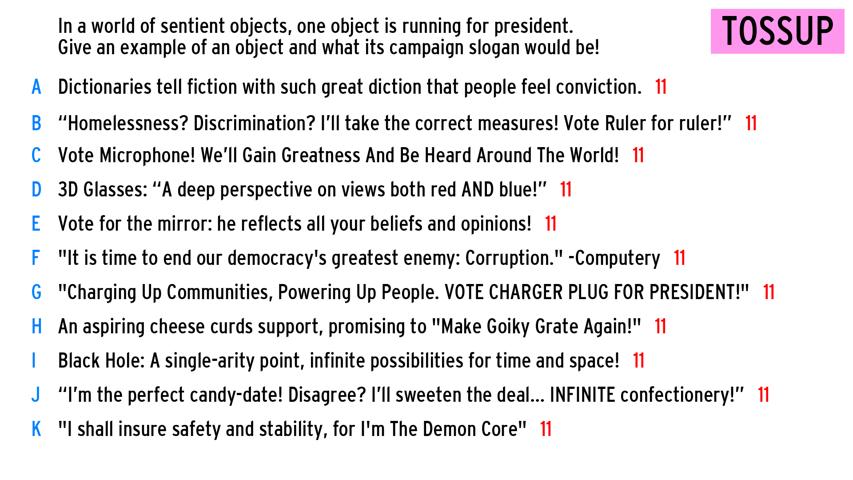 In a world of sentient objects, one object is running for president.
Give an example of an object and what its campaign slogan would be!
TOSSUP
A Dictionaries tell fiction with such great diction that people feel conviction. 11
B “Homelessness? Discrimination? I’ll take the correct measures! Vote Ruler for ruler!” 11
C Vote Microphone! We’ll Gain Greatness And Be Heard Around The World! 11
D 3D Glasses: “A deep perspective on views both red AND blue!” 11
E Vote for the mirror: he reflects all your beliefs and opinions! 11
F "It is time to end our democracy's greatest enemy: Corruption." -Computery 11
G "Charging Up Communities, Powering Up People. VOTE CHARGER PLUG FOR PRESIDENT!" 11
H An aspiring cheese curds support, promising to "Make Goiky Grate Again!" 11
I Black Hole: A single-arity point, infinite possibilities for time and space! 11
J “I’m the perfect candy-date! Disagree? I’ll sweeten the deal... INFINITE confectionery!” 11
K "I shall insure safety and stability, for I'm The Demon Core" 11